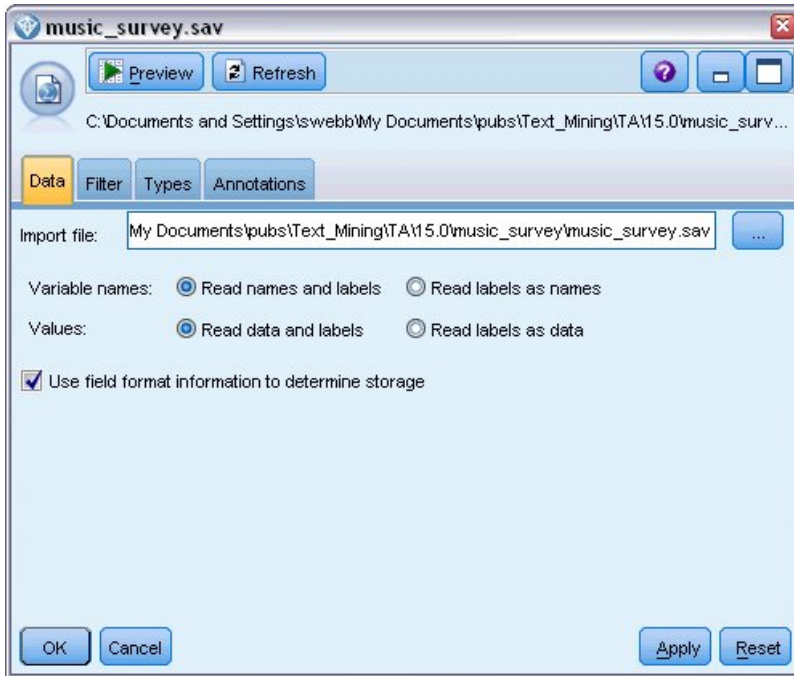 music_survey.sav
Preview Refresh
C:\Documents and Settings\swebb\My Documents\pubs\Text_Mining\TA\15.0\music_surv...
Data Filter Types Annotations
Import file: My Documents\pubs\Text_Mining\TA\15.0\music_survey\music_survey.sav ...
Variable names: Read names and labels Read labels as names
Values: Read data and labels Read labels as data
Use field format information to determine storage
OK Cancel Apply Reset